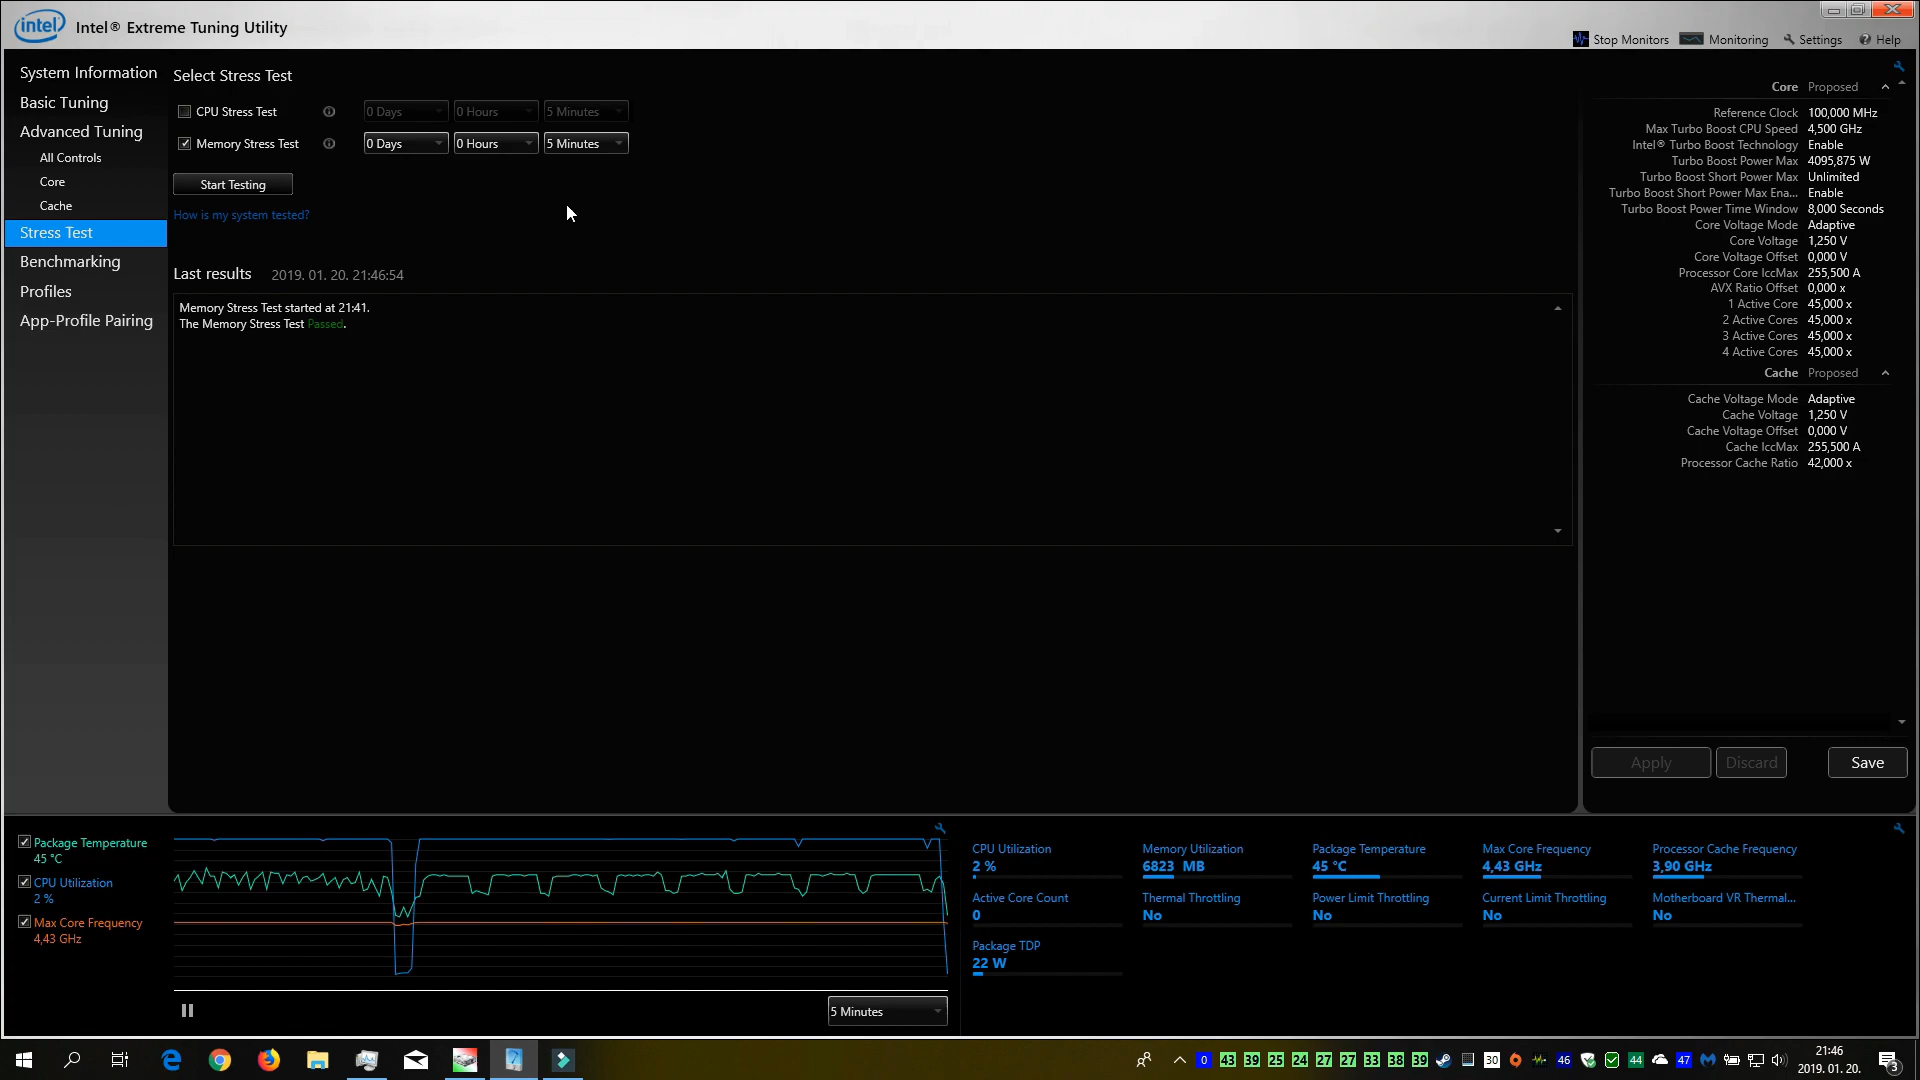 intel Intel® Extreme Tuning Utility
Stop Monitors Monitoring Settings Help
System Information
Basic Tuning
Advanced Tuning
All Controls
Core
Cache
Stress Test
Benchmarking
Profiles
App-Profile Pairing
Select Stress Test
CPU Stress Test 0 Days 0 Hours 5 Minutes
Memory Stress Test 0 Days 0 Hours 5 Minutes
Start Testing
How is my system tested?
Last results 2019. 01. 20. 21:46:54
Memory Stress Test started at 21:41.
The Memory Stress Test Passed.
Core Proposed
Reference Clock 100,000 MHz
Max Turbo Boost CPU Speed 4,500 GHz
Intel® Turbo Boost Technology Enable
Turbo Boost Power Max 4095,875 W
Turbo Boost Short Power Max Unlimited
Turbo Boost Short Power Max Ena... Enable
Turbo Boost Power Time Window 8,000 Seconds
Core Voltage Mode Adaptive
Core Voltage 1,250 V
Core Voltage Offset 0,000 V
Processor Core IccMax 255,500 A
AVX Ratio Offset 0,000 x
1 Active Core 45,000 x
2 Active Cores 45,000 x
3 Active Cores 45,000 x
4 Active Cores 45,000 x
Cache Proposed
Cache Voltage Mode Adaptive
Cache Voltage 1,250 V
Cache Voltage Offset 0,000 V
Cache IccMax 255,500 A
Processor Cache Ratio 42,000 x
Apply Discard Save
Package Temperature
45 °C
CPU Utilization
2 %
Max Core Frequency
4,43 GHz
5 Minutes
CPU Utilization
2 %
Memory Utilization
6823 MB
Package Temperature
45 °C
Max Core Frequency
4,43 GHz
Processor Cache Frequency
3,90 GHz
Active Core Count
0
Thermal Throttling
No
Power Limit Throttling
No
Current Limit Throttling
No
Motherboard VR Thermal...
No
Package TDP
22 W
0 43 39 25 24 27 27 33 38 39 30 46 44 47
21:46
2019. 01. 20.
3